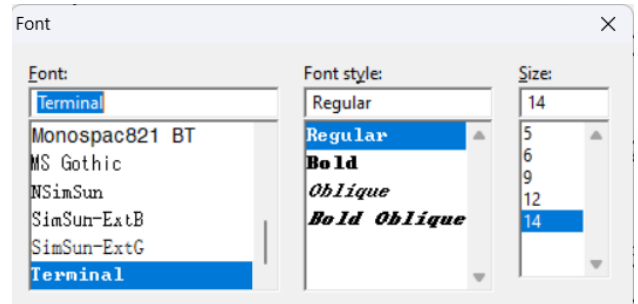 Font
Font:
Font style:
Size:
Terminal
Regular
14
Monospac821 BT
MS Gothic
NSimSun
SimSun-ExtB
SimSun-ExtG
Terminal
Regular
Bold
Oblique
Bold Oblique
5
6
9
12
14